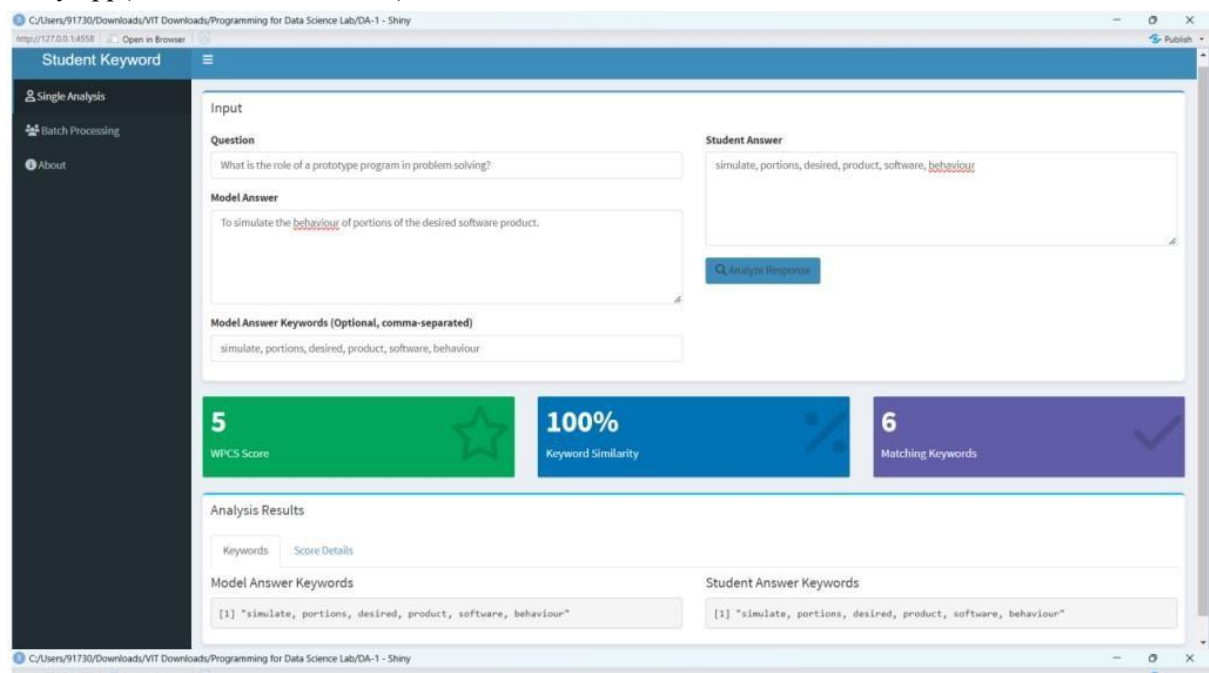 C:/Users/91730/Downloads/VIT Downloads/Programming for Data Science Lab/DA-1 - Shiny
http://127.0.0.1:4558 Open in Browser Publish
Student Keyword
Single Analysis
Batch Processing
About
Input
Question
What is the role of a prototype program in problem solving?
Model Answer
To simulate the behaviour of portions of the desired software product.
Model Answer Keywords (Optional, comma-separated)
simulate, portions, desired, product, software, behaviour
Student Answer
simulate, portions, desired, product, software, behaviour
Analyze Response
5
WPCS Score
100%
Keyword Similarity
6
Matching Keywords
Analysis Results
Keywords Score Details
Model Answer Keywords
[1] "simulate, portions, desired, product, software, behaviour"
Student Answer Keywords
[1] "simulate, portions, desired, product, software, behaviour"
C:/Users/91730/Downloads/VIT Downloads/Programming for Data Science Lab/DA-1 - Shiny